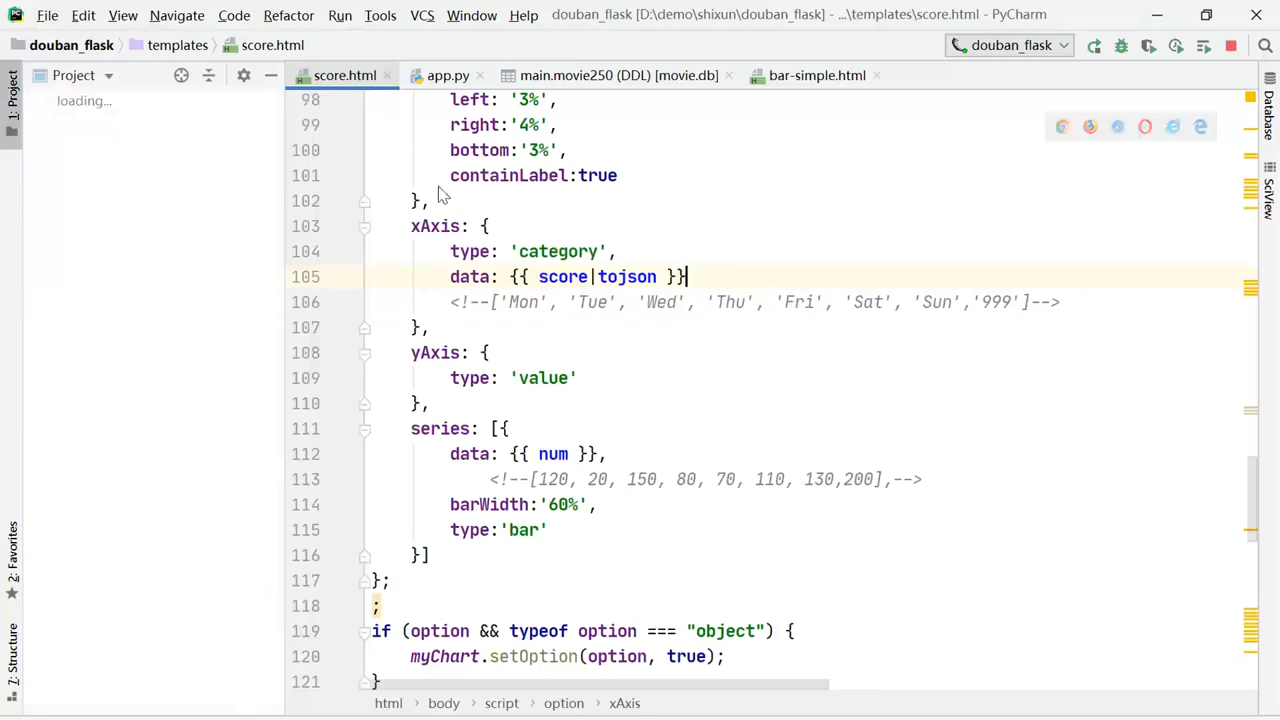 File Edit View Navigate Code Refactor Run Tools VCS Window Help douban_flask [D:\demo\shixun\douban_flask] - ...\templates\score.html - PyCharm
douban_flask templates score.html douban_flask
Project score.html app.py main.movie250 (DDL) [movie.db] bar-simple.html
loading...
1: Project
2: Favorites
7: Structure
Database
SciView
98 left: '3%',
99 right:'4%',
100 bottom:'3%',
101 containLabel:true
102 },
103 xAxis: {
104 type: 'category',
105 data: {{ score|tojson }}
106 <!--['Mon', 'Tue', 'Wed', 'Thu', 'Fri', 'Sat', 'Sun','999']-->
107 },
108 yAxis: {
109 type: 'value'
110 },
111 series: [{
112 data: {{ num }},
113 <!--[120, 20, 150, 80, 70, 110, 130,200],-->
114 barWidth:'60%',
115 type:'bar'
116 }]
117 };
118 ;
119 if (option && typeof option === "object") {
120 myChart.setOption(option, true);
121 }
html body script option xAxis